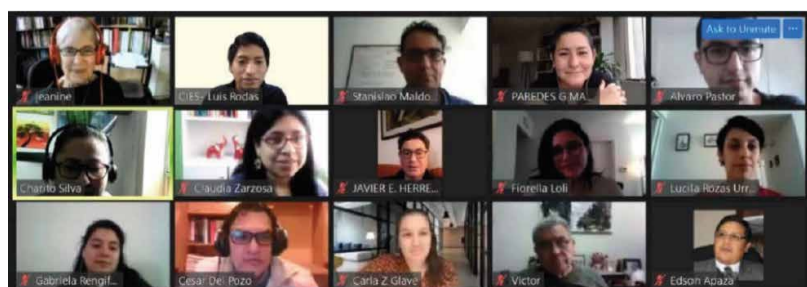 Ask to Unmute ...
Jeanine
CIES- Luis Rodas
Stanislao Maldo...
PAREDES G MA...
Alvaro Pastor
Charito Silva
Claudia Zarzosa
JAVIER E. HERRE...
Fiorella Loli
Lucila Rozas Urr...
Gabriela Rengif...
Cesar Del Pozo
Carla Z Glave
Victor
Edson Apaza